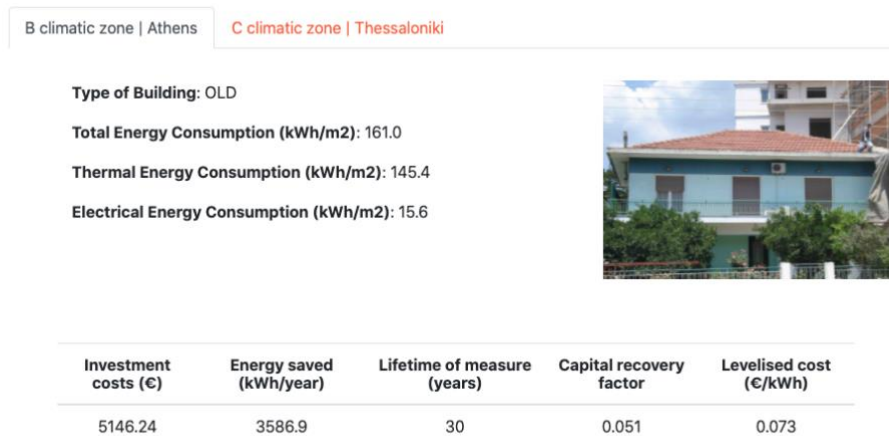 B climatic zone | Athens
C climatic zone | Thessaloniki
Type of Building: OLD
Total Energy Consumption (kWh/m2): 161.0
Thermal Energy Consumption (kWh/m2): 145.4
Electrical Energy Consumption (kWh/m2): 15.6
Investment costs (€)
Energy saved (kWh/year)
Lifetime of measure (years)
Capital recovery factor
Levelised cost (€/kWh)
5146.24 3586.9 30 0.051 0.073